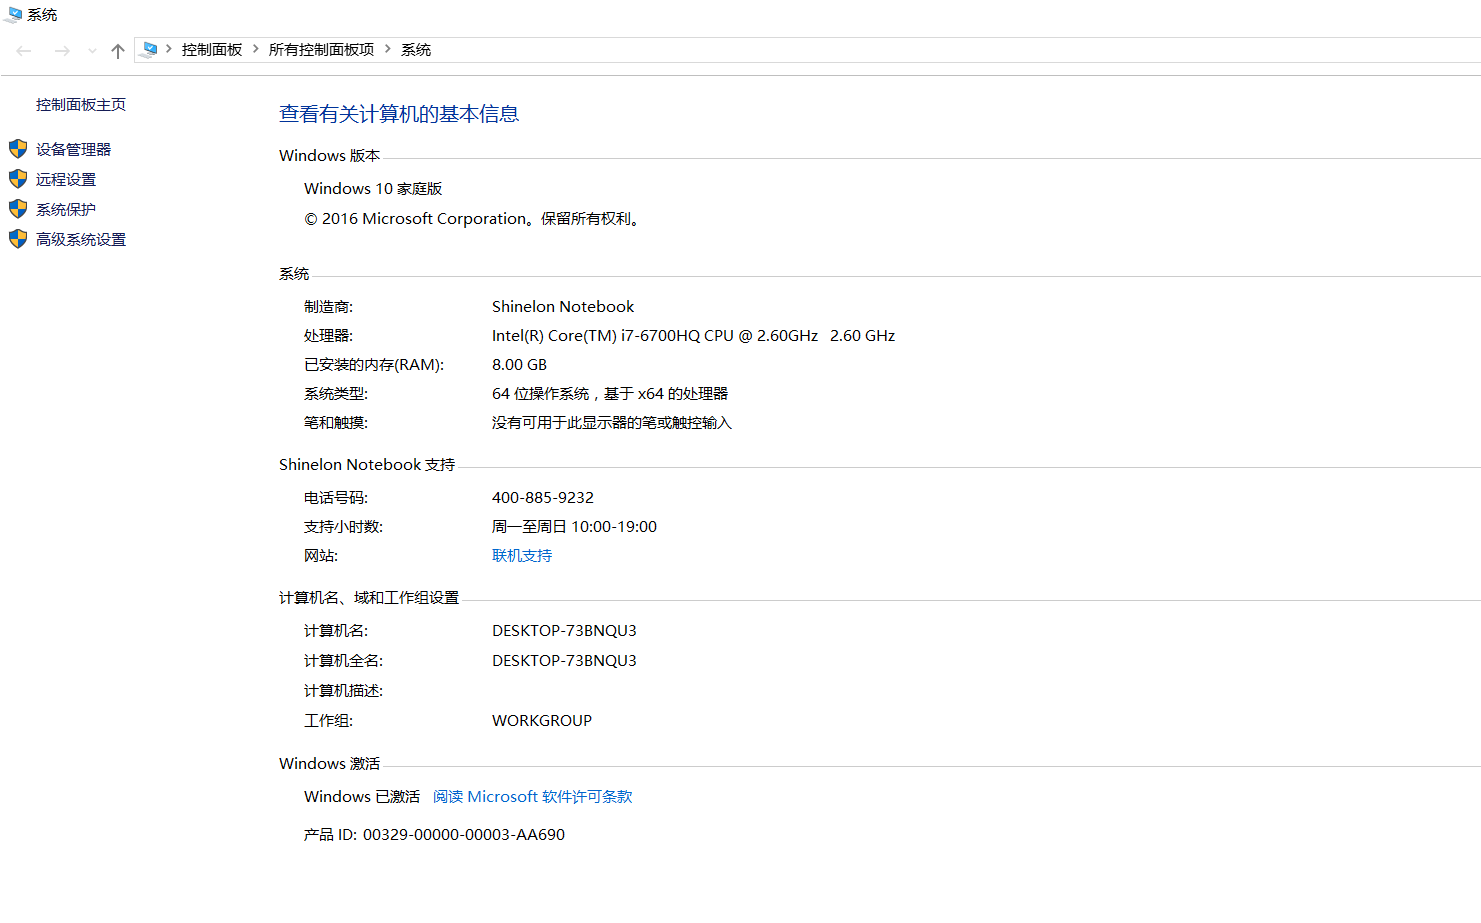 系统
控制面板 > 所有控制面板项 > 系统
控制面板主页
设备管理器
远程设置
系统保护
高级系统设置
查看有关计算机的基本信息
Windows 版本
Windows 10 家庭版
© 2016 Microsoft Corporation。保留所有权利。
系统
制造商: Shinelon Notebook
处理器: Intel(R) Core(TM) i7-6700HQ CPU @ 2.60GHz 2.60 GHz
已安装的内存(RAM): 8.00 GB
系统类型: 64 位操作系统，基于 x64 的处理器
笔和触摸: 没有可用于此显示器的笔或触控输入
Shinelon Notebook 支持
电话号码: 400-885-9232
支持小时数: 周一至周日 10:00-19:00
网站: 联机支持
计算机名、域和工作组设置
计算机名: DESKTOP-73BNQU3
计算机全名: DESKTOP-73BNQU3
计算机描述:
工作组: WORKGROUP
Windows 激活
Windows 已激活 阅读 Microsoft 软件许可条款
产品 ID: 00329-00000-00003-AA690